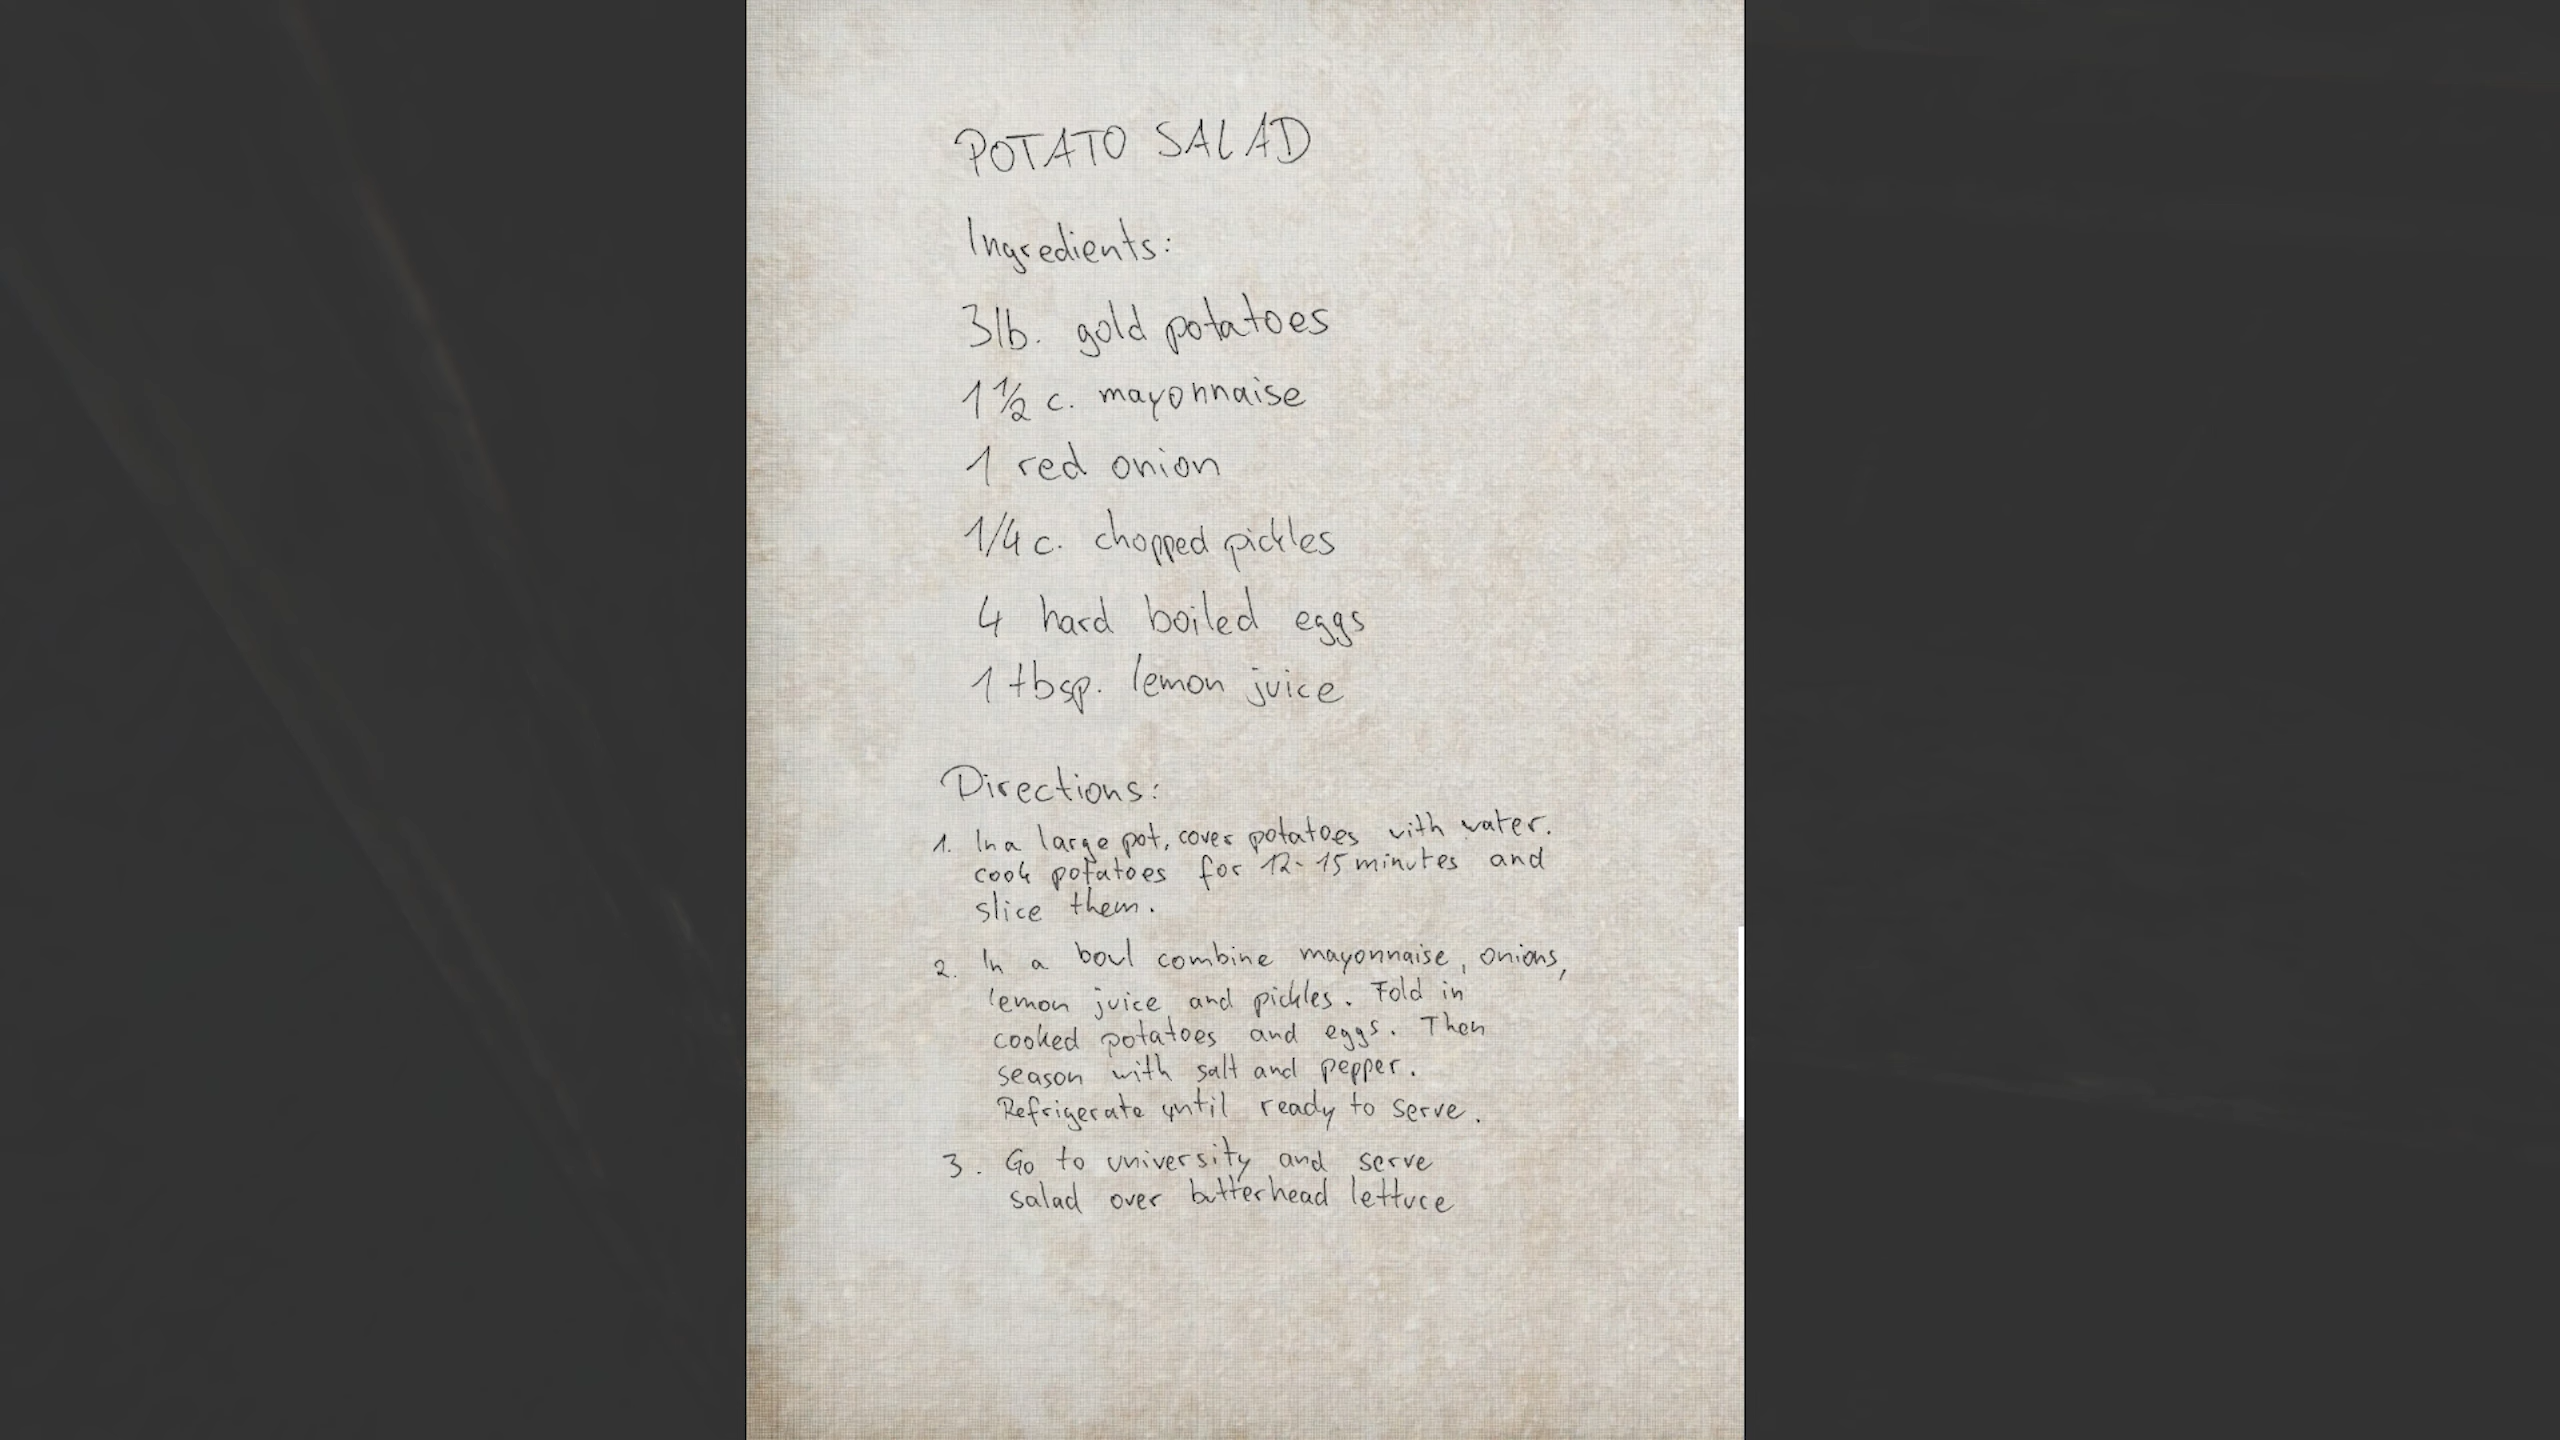 POTATO SALAD
Ingredients:
3lb. gold potatoes
1 1/2 c. mayonnaise
1 red onion
1/4 c. chopped pickles
4 hard boiled eggs
1 tbsp. lemon juice
Directions:
1. In a large pot, cover potatoes with water.
cook potatoes for 12-15 minutes and
slice them.
2. In a bowl combine mayonnaise, onions,
lemon juice and pickles. Fold in
cooked potatoes and eggs. Then
season with salt and pepper.
Refrigerate until ready to serve.
3. Go to university and serve
salad over butterhead lettuce